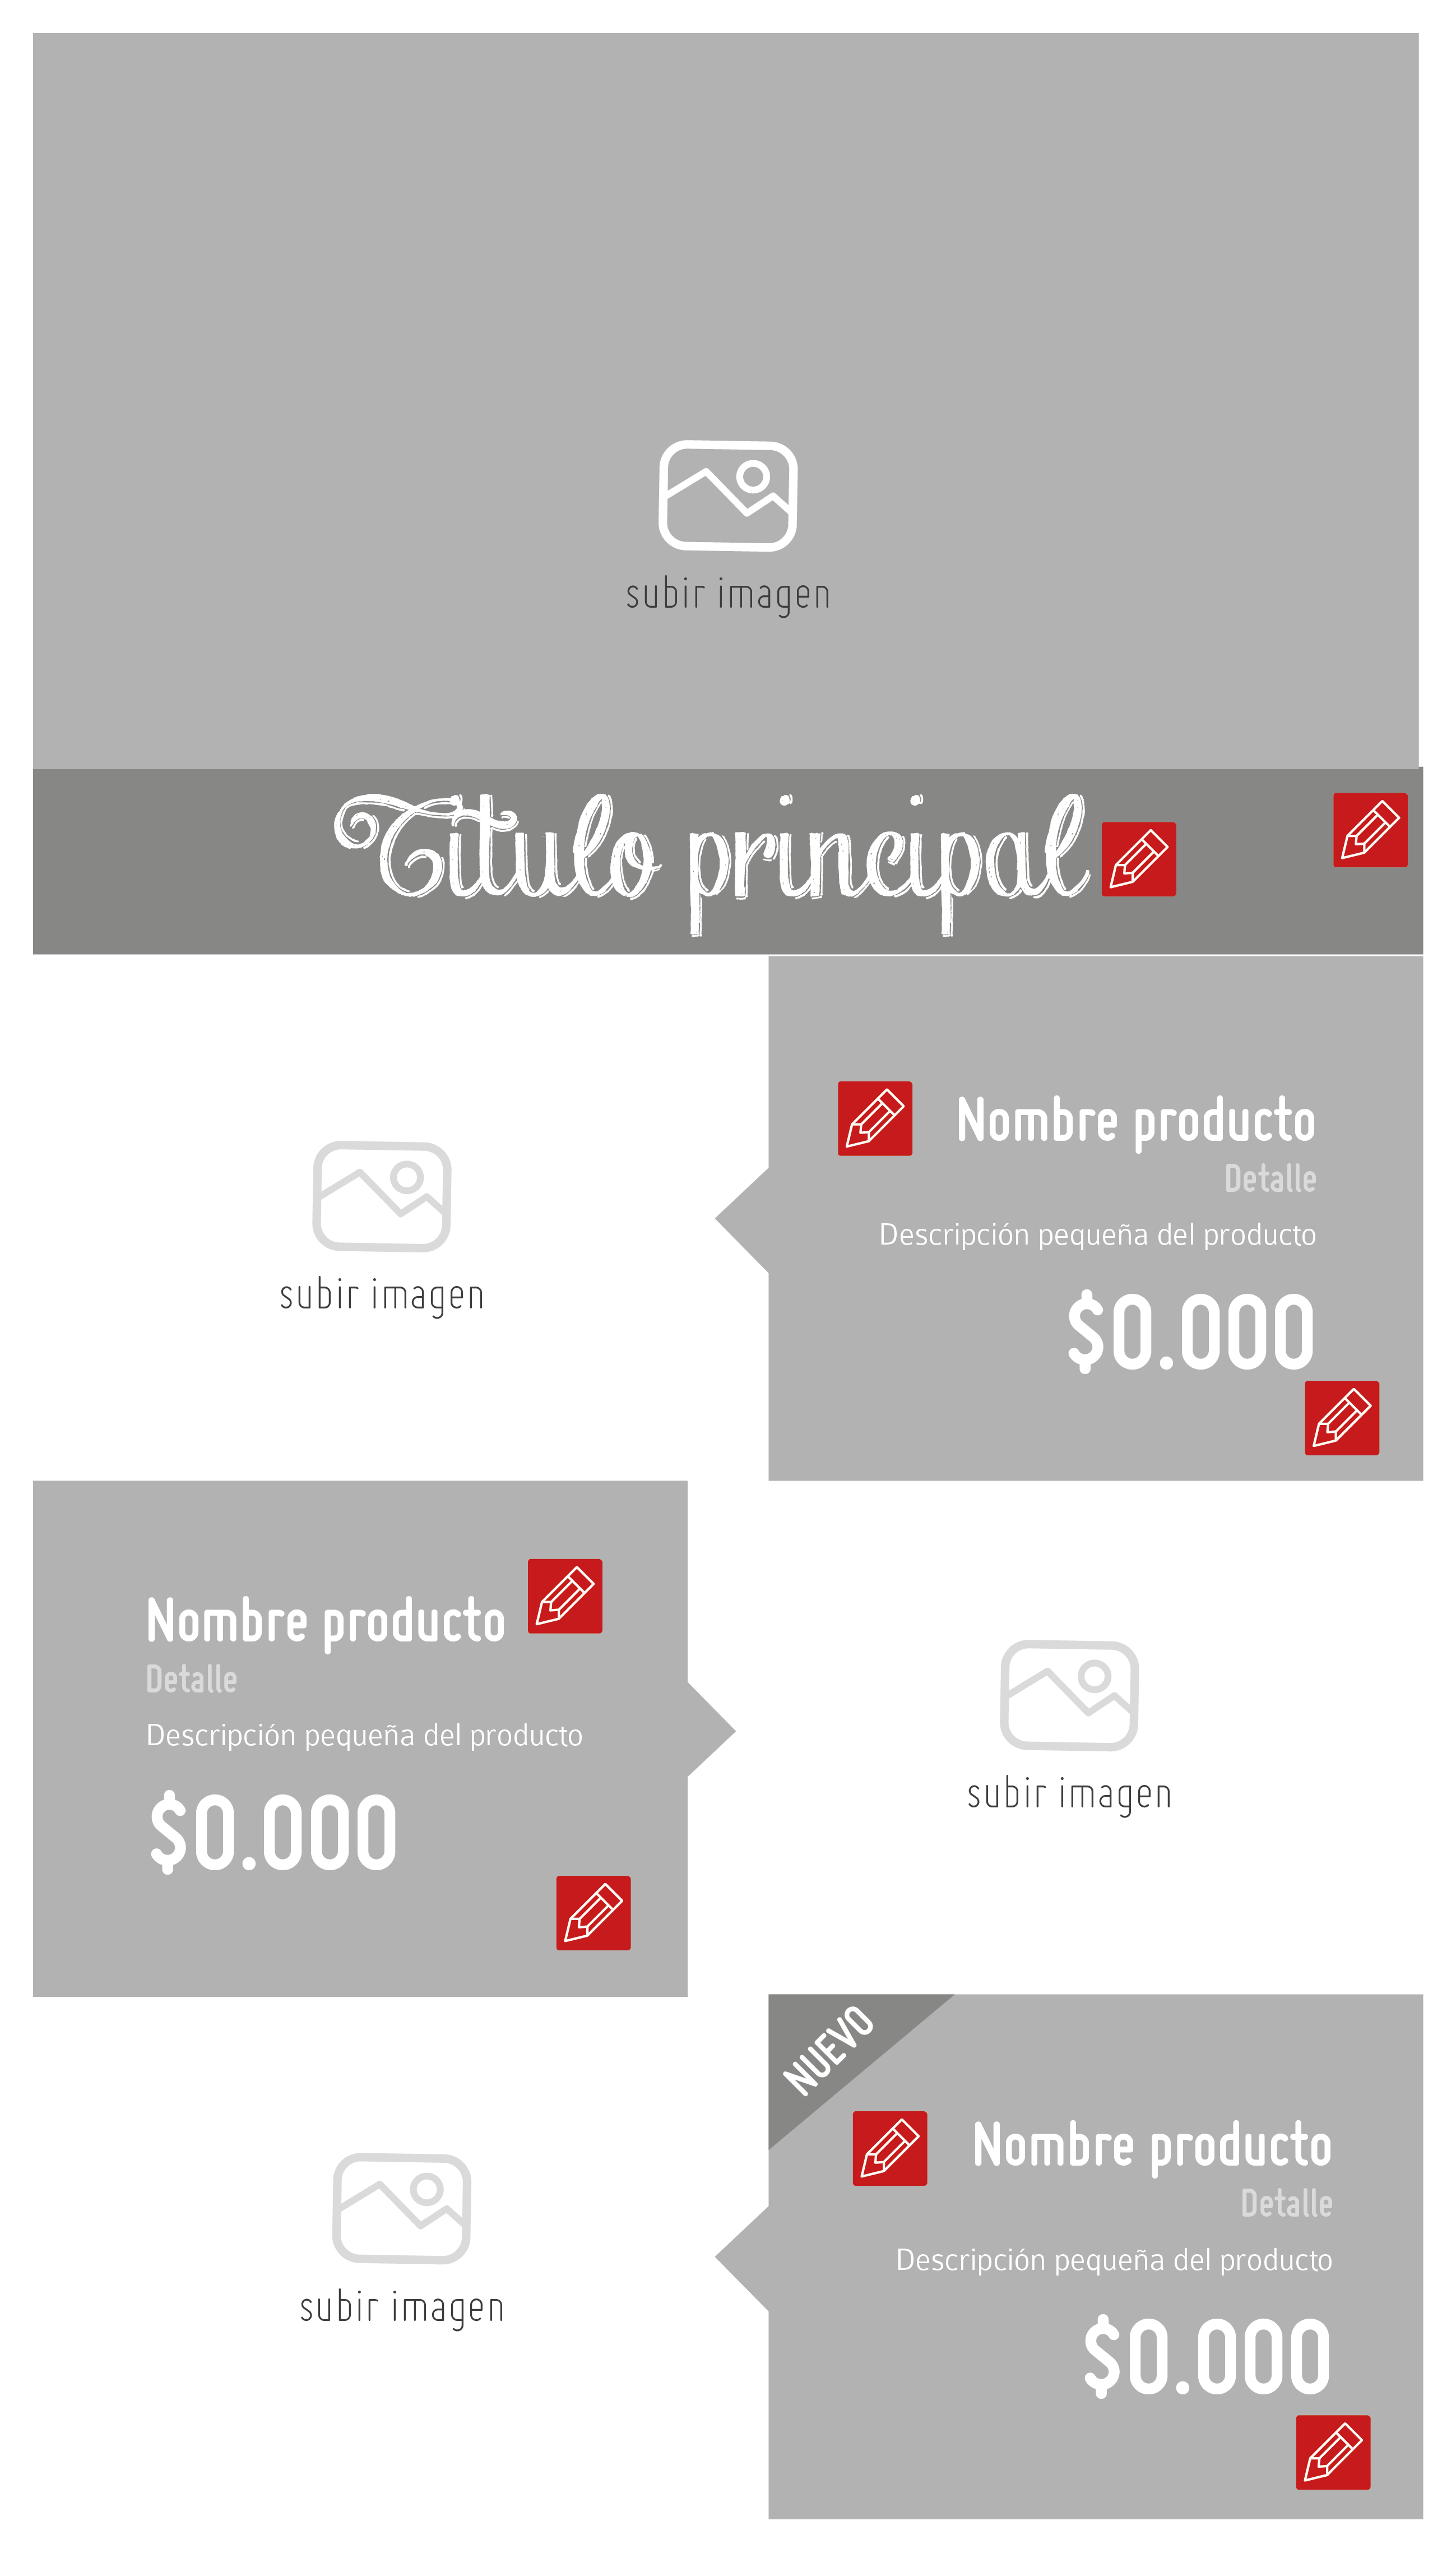 subir imagen
Titulo principal
Nombre producto
Detalle
Descripción pequeña del producto
$0.000
subir imagen
Nombre producto
Detalle
Descripción pequeña del producto
$0.000
subir imagen
NUEVO
Nombre producto
Detalle
Descripción pequeña del producto
$0.000
subir imagen